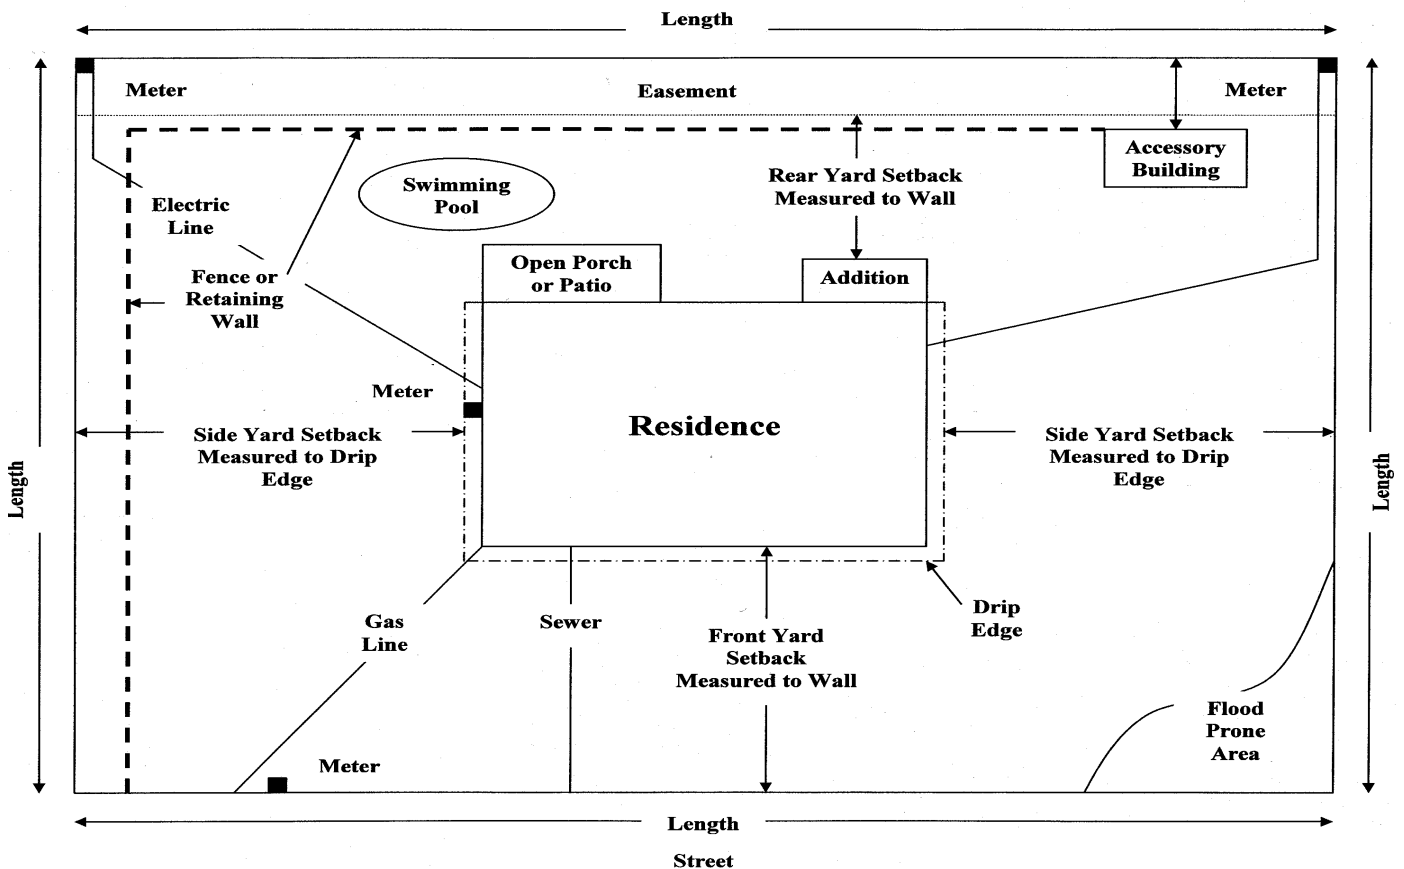 Length
Meter
Easement
Meter
Accessory
Building
Swimming
Pool
Rear Yard Setback
Measured to Wall
Electric
Line
Fence or
Retaining
Wall
Open Porch
or Patio
Addition
Meter
Residence
Side Yard Setback
Measured to Drip
Edge
Side Yard Setback
Measured to Drip
Edge
Length
Length
Gas
Line
Sewer
Front Yard
Setback
Measured to Wall
Drip
Edge
Flood
Prone
Area
Meter
Length
Street